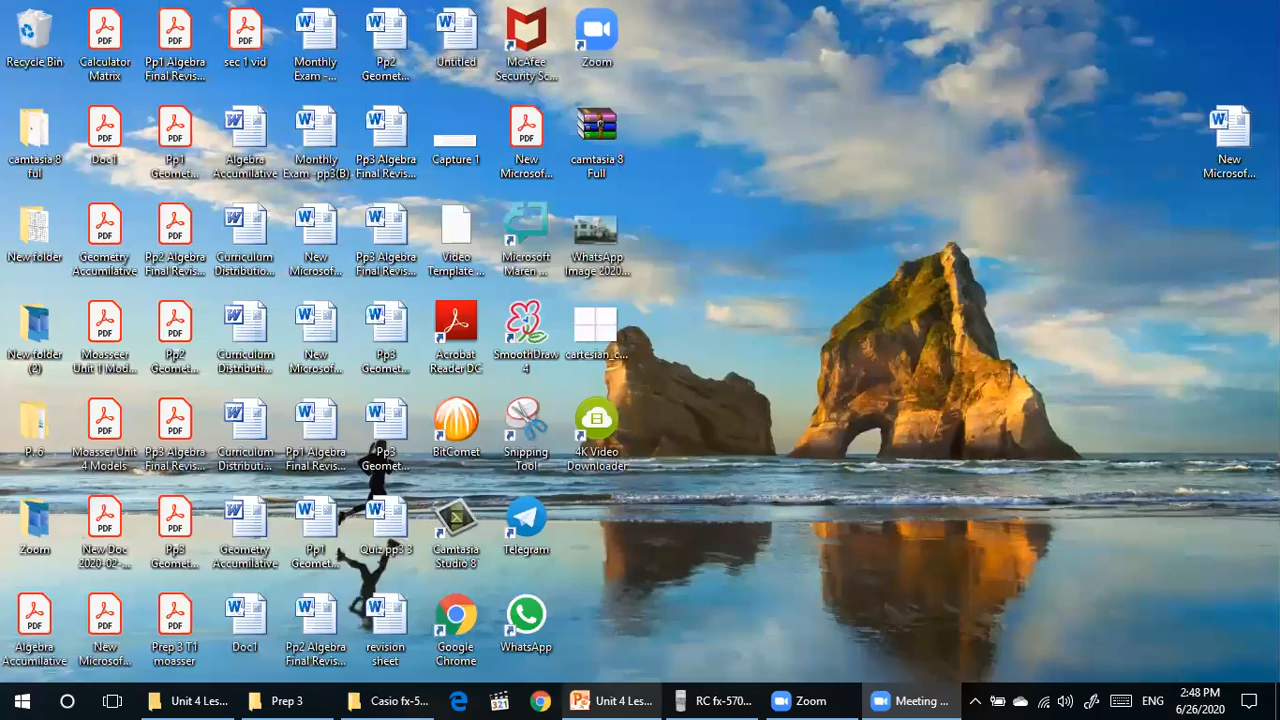 Recycle Bin
Calculator
Matrix
Pp1 Algebra
Final Revis...
sec 1 vid
Monthly
Exam -...
Pp2
Geomet...
Untitled
McAfee
Security Sc...
Zoom
camtasia 8
ful
Doc1
Pp1
Geomet...
Algebra
Accumilative
Monthly
Exam -pp3(B)
Pp3 Algebra
Final Revis...
Capture 1
New
Microsof...
camtasia 8
Full
New
Microsof...
New folder
Geometry
Accumilative
Pp2 Algebra
Final Revis...
Curriculum
Distributio...
New
Microsof...
Pp3 Algebra
Final Revis...
Video
Template ...
Microsoft
Maren ...
WhatsApp
Image 2020...
New folder
(2)
Moasseer
Unit 1 Mod...
Pp2
Geomet...
Curriculum
Distributi...
New
Microsof...
Pp3
Geomet...
Acrobat
Reader DC
SmoothDraw
4
cartesian_c...
P. 6
Moasser Unit
4 Models
Pp3 Algebra
Final Revis...
Curriculum
Distributi...
Pp1 Algebra
Final Revis...
Pp3
Geomet...
BitComet
Snipping
Tool
4K Video
Downloader
Zoom
New Doc
2020-02-...
Pp3
Geomet...
Geometry
Accumilative
Pp1
Geomet...
Quiz pp3 3
Camtasia
Studio 8
Telegram
Algebra
Accumilative
New
Microsof...
Prep 3 T1
moasser
Doc1
Pp2 Algebra
Final Revis...
revision
sheet
Google
Chrome
WhatsApp
Unit 4 Les...
Prep 3
Casio fx-5...
321
Unit 4 Les...
RC fx-570...
Zoom
Meeting ...
ENG
2:48 PM
6/26/2020